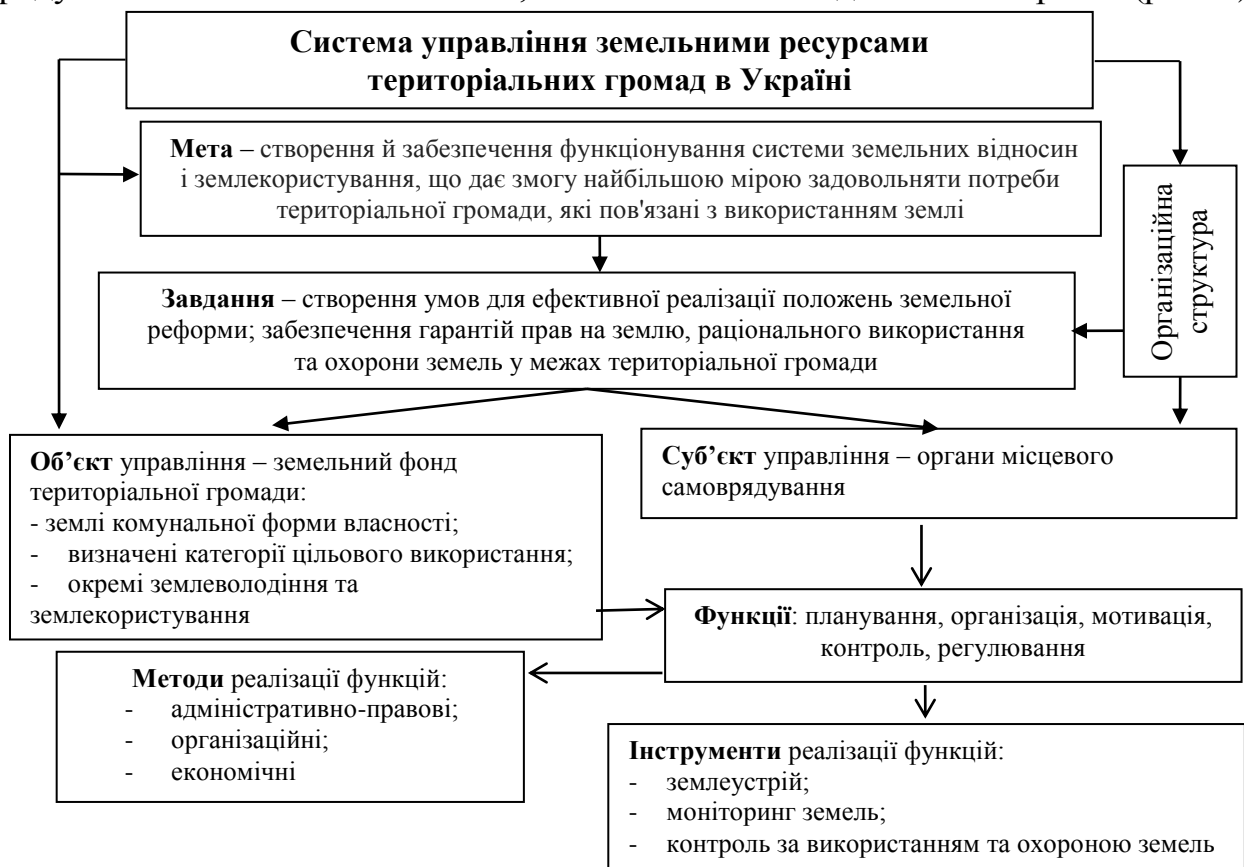 Система управління земельними ресурсами
територіальних громад в Україні
Мета – створення й забезпечення функціонування системи земельних відносин
і землекористування, що дає змогу найбільшою мірою задовольняти потреби
територіальної громади, які пов'язані з використанням землі
Організаційна
структура
Завдання – створення умов для ефективної реалізації положень земельної
реформи; забезпечення гарантій прав на землю, раціонального використання
та охорони земель у межах територіальної громади
Об’єкт управління – земельний фонд
територіальної громади:
- землі комунальної форми власності;
- визначені категорії цільового використання;
- окремі землеволодіння та
землекористування
Суб’єкт управління – органи місцевого
самоврядування
Функції: планування, організація, мотивація,
контроль, регулювання
Методи реалізації функцій:
- адміністративно-правові;
- організаційні;
- економічні
Інструменти реалізації функцій:
- землеустрій;
- моніторинг земель;
- контроль за використанням та охороною земель